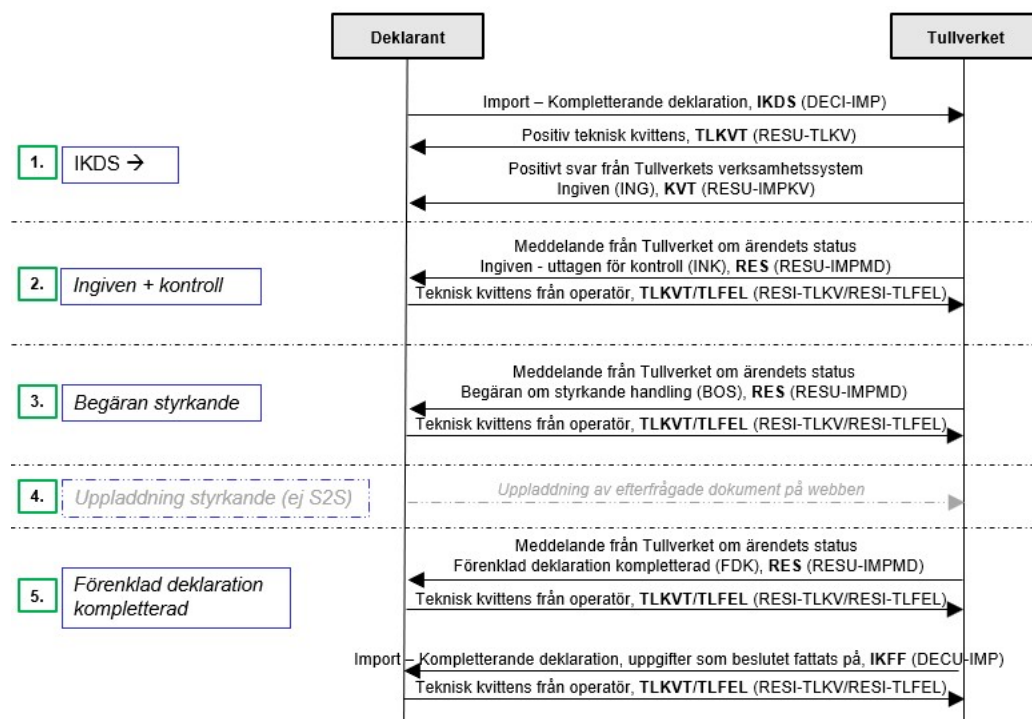 Deklarant
Tullverket
Import – Kompletterande deklaration, IKDS (DECI-IMP)
Positiv teknisk kvittens, TLKVT (RESU-TLKV)
1.
IKDS →
Positivt svar från Tullverkets verksamhetssystem
Ingiven (ING), KVT (RESU-IMPKV)
2.
Ingiven + kontroll
Meddelande från Tullverket om ärendets status
Ingiven - uttagen för kontroll (INK), RES (RESU-IMPMD)
Teknisk kvittens från operatör, TLKVT/TLFEL (RESI-TLKV/RESI-TLFEL)
3.
Begäran styrkande
Meddelande från Tullverket om ärendets status
Begäran om styrkande handling (BOS), RES (RESU-IMPMD)
Teknisk kvittens från operatör, TLKVT/TLFEL (RESI-TLKV/RESI-TLFEL)
4.
Uppladdning styrkande (ej S2S)
Uppladdning av efterfrågade dokument på webben
5.
Förenklad deklaration
kompletterad
Meddelande från Tullverket om ärendets status
Förenklad deklaration kompletterad (FDK), RES (RESU-IMPMD)
Teknisk kvittens från operatör, TLKVT/TLFEL (RESI-TLKV/RESI-TLFEL)
Import – Kompletterande deklaration, uppgifter som beslutet fattats på, IKFF (DECU-IMP)
Teknisk kvittens från operatör, TLKVT/TLFEL (RESI-TLKV/RESI-TLFEL)